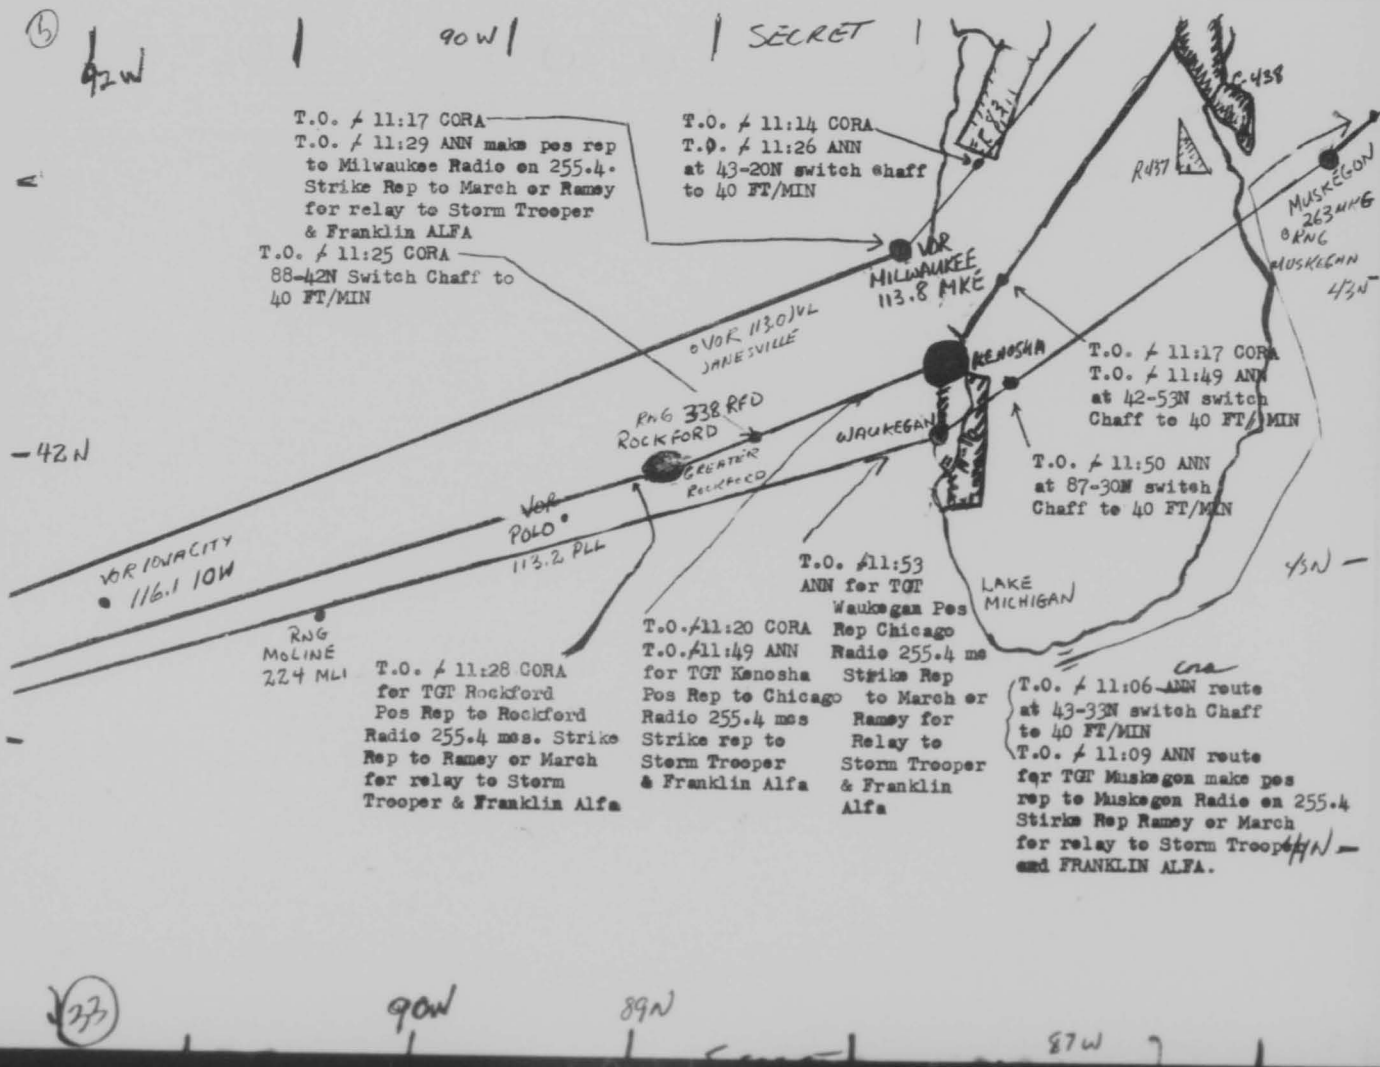 b
92W
90W
SECRET
T.O. ≠ 11:17 CORA
T.O. ≠ 11:29 ANN make pos rep
to Milwaukee Radio on 255.4.
Strike Rep to March or Ramey
for relay to Storm Trooper
& Franklin ALFA
T.O. ≠ 11:25 CORA
88-42N Switch Chaff to
40 FT/MIN
T.O. ≠ 11:14 CORA
T.O. ≠ 11:26 ANN
at 43-20N switch Chaff
to 40 FT/MIN
C-438
R437
MUSKEGON
263 MKG
RNG
MUSKEGAN
43N
VOR
MILWAUKEE
113.8 MKE
VOR 113.0 JVL
JANESVILLE
KENOSHA
T.O. ≠ 11:17 CORA
T.O. ≠ 11:49 ANN
at 42-53N switch
Chaff to 40 FT/MIN
RNG 338 RFD
ROCKFORD
GREATER
ROCKFORD
WAUKEGAN
42N
T.O. ≠ 11:50 ANN
at 87-30N switch
Chaff to 40 FT/MIN
VOR
POLO
113.2 PLL
VOR IOWA CITY
116.1 IOW
RNG
MOLINE
224 MLI
LAKE
MICHIGAN
43N
T.O. ≠ 11:28 CORA
for TGT Rockford
Pos Rep to Rockford
Radio 255.4 mcs. Strike
Rep to Ramey or March
for relay to Storm
Trooper & Franklin Alfa
T.O.≠11:20 CORA
T.O.≠11:49 ANN
for TGT Kenosha
Pos Rep to Chicago
Radio 255.4 mcs
Strike rep to
Storm Trooper
& Franklin Alfa
T.O. ≠11:53
ANN for TGT
Waukegan Pos
Rep Chicago
Radio 255.4 mc
Strike Rep
to March or
Ramey for
Relay to
Storm Trooper
& Franklin
Alfa
Cora
T.O. ≠ 11:06 ANN route
at 43-33N switch Chaff
to 40 FT/MIN
T.O. ≠ 11:09 ANN route
for TGT Muskegon make pos
rep to Muskegon Radio on 255.4
Stirke Rep Ramey or March
for relay to Storm Trooper
and FRANKLIN ALFA.
44N
33
90W
89N
87W